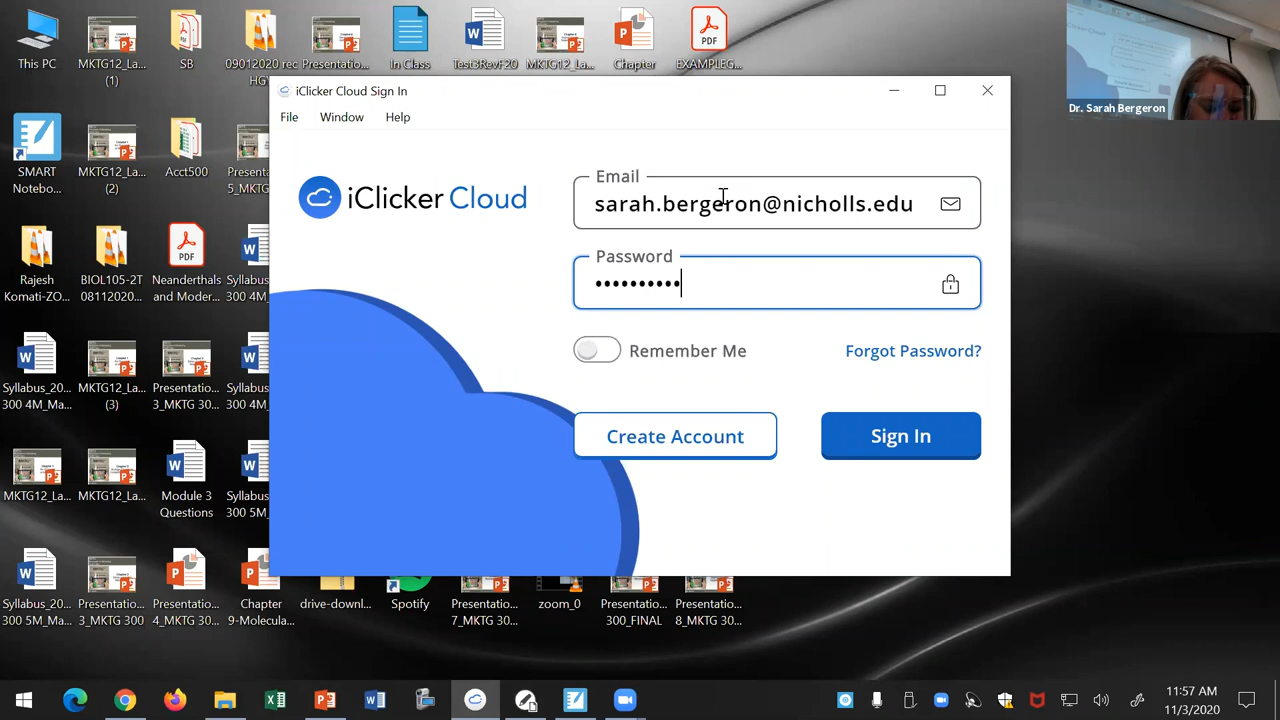 This PC
MKTG12_La...
(1)
SB
09012020 rec
HG
Presentatio...
In Class
Test3RevF20
MKTG12_La...
Chapter
EXAMPLEG...
Dr. Sarah Bergeron
iClicker Cloud Sign In
File
Window
Help
iClicker Cloud
Email
sarah.bergeron@nicholls.edu
Password
••••••••••
Remember Me
Forgot Password?
Create Account
Sign In
SMART
Notebo...
MKTG12_La...
(2)
Acct500
Presenta
5_MKTG
Rajesh
Komati-ZO...
BIOL105-2T
08112020...
Neanderthals
and Moder...
Syllabu
300 4M
Syllabus_20...
300 4M_Ma...
MKTG12_La...
(3)
Presentatio...
3_MKTG 30...
Syllabu
300 4M
MKTG12_La...
MKTG12_La...
Module 3
Questions
Syllabu
300 5M
Syllabus_20...
300 5M_Ma...
Presentatio...
3_MKTG 300
Presentatio...
4_MKTG 30...
Chapter
9-Molecula...
drive-downl...
Spotify
Presentatio...
7_MKTG 30...
zoom_0
Presentatio...
300_FINAL
Presentatio...
8_MKTG 30...
11:57 AM
11/3/2020